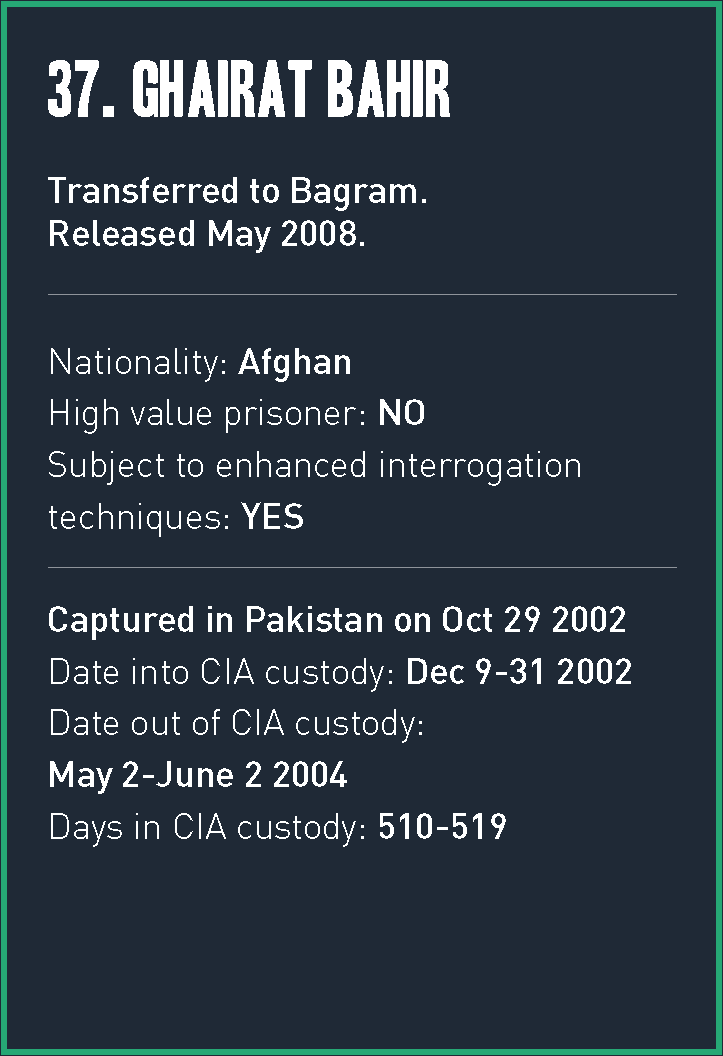 37. GHAIRAT BAHIR
Transferred to Bagram.
Released May 2008.
Nationality: Afghan
High value prisoner: NO
Subject to enhanced interrogation
techniques: YES
Captured in Pakistan on Oct 29 2002
Date into CIA custody: Dec 9-31 2002
Date out of CIA custody:
May 2-June 2 2004
Days in CIA custody: 510-519